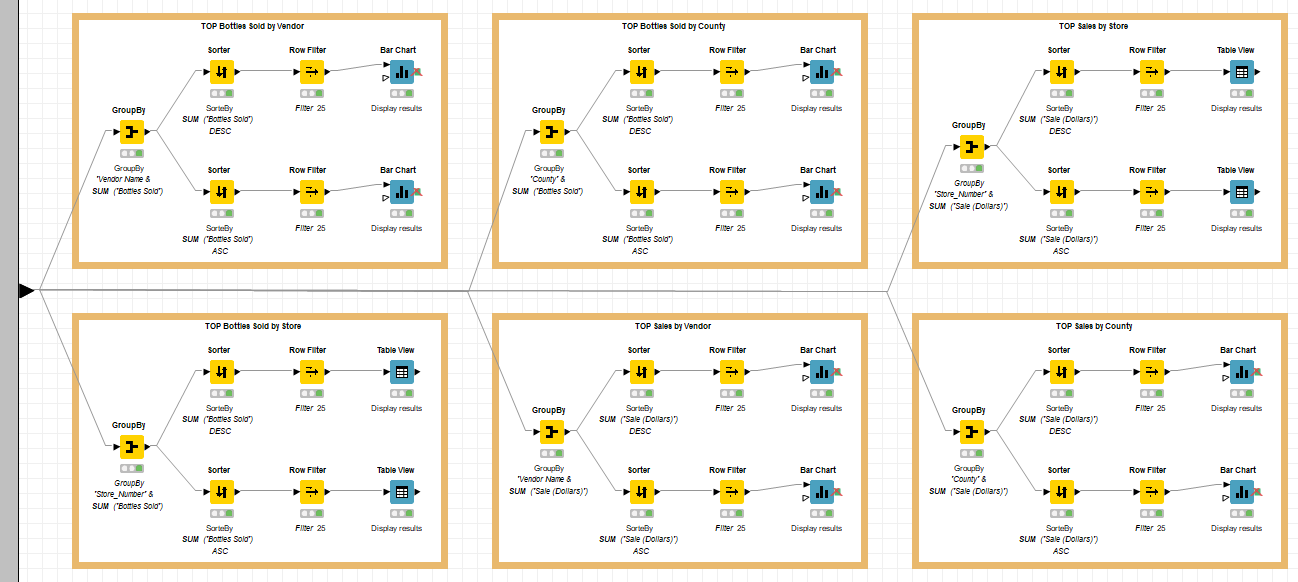 TOP Bottles Sold by Vendor
Sorter
Row Filter
Bar Chart
SorteBy
SUM ("Bottles Sold")
DESC
Filter 25
Display results
GroupBy
GroupBy
"Vendor Name &
SUM ("Bottles Sold")
Sorter
Row Filter
Bar Chart
SorteBy
SUM ("Bottles Sold")
ASC
Filter 25
Display results
TOP Bottles Sold by County
Sorter
Row Filter
Bar Chart
SorteBy
SUM ("Bottles Sold")
DESC
Filter 25
Display results
GroupBy
GroupBy
"County" &
SUM ("Bottles Sold")
Sorter
Row Filter
Bar Chart
SorteBy
SUM ("Bottles Sold")
ASC
Filter 25
Display results
TOP Sales by Store
Sorter
Row Filter
Table View
SorteBy
SUM ("Sale (Dollars)")
DESC
Filter 25
Display results
GroupBy
GroupBy
"Store_Number" &
SUM ("Sale (Dollars)")
Sorter
Row Filter
Table View
SorteBy
SUM ("Sale (Dollars)")
ASC
Filter 25
Display results
TOP Bottles Sold by Store
Sorter
Row Filter
Table View
SorteBy
SUM ("Bottles Sold")
DESC
Filter 25
Display results
GroupBy
GroupBy
"Store_Number" &
SUM ("Bottles Sold")
Sorter
Row Filter
Table View
SorteBy
SUM ("Bottles Sold")
ASC
Filter 25
Display results
TOP Sales by Vendor
Sorter
Row Filter
Bar Chart
SorteBy
SUM ("Sale (Dollars)")
DESC
Filter 25
Display results
GroupBy
GroupBy
"Vendor Name &
SUM ("Sale (Dollars)")
Sorter
Row Filter
Bar Chart
SorteBy
SUM ("Sale (Dollars)")
ASC
Filter 25
Display results
TOP Sales by County
Sorter
Row Filter
Bar Chart
SorteBy
SUM ("Sale (Dollars)")
DESC
Filter 25
Display results
GroupBy
GroupBy
"County" &
SUM ("Sale (Dollars)")
Sorter
Row Filter
Bar Chart
SorteBy
SUM ("Sale (Dollars)")
ASC
Filter 25
Display results